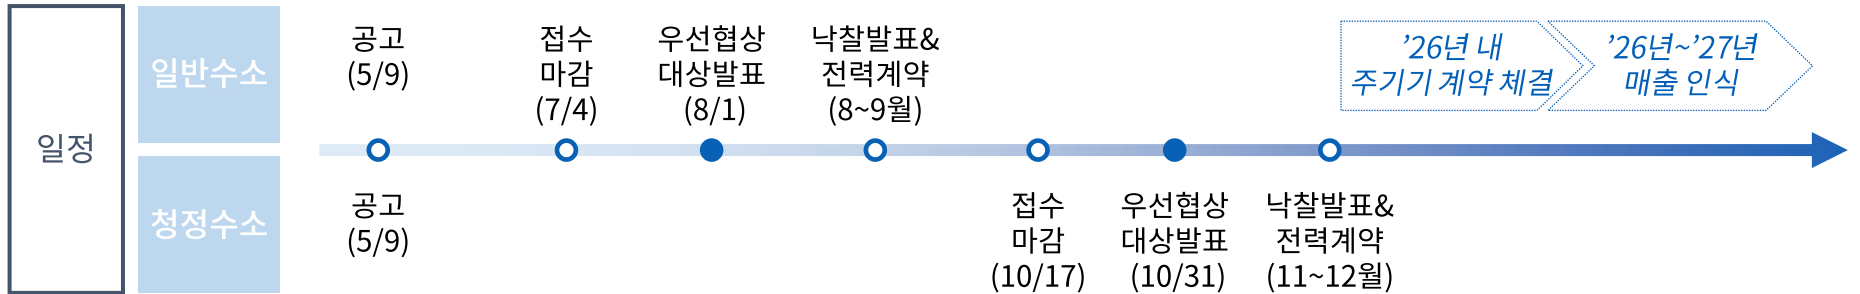 일정
일반수소
공고
(5/9)
접수
마감
(7/4)
우선협상
대상발표
(8/1)
낙찰발표&
전력계약
(8~9월)
’26년 내
주기기 계약 체결
’26년~’27년
매출 인식
청정수소
공고
(5/9)
접수
마감
(10/17)
우선협상
대상발표
(10/31)
낙찰발표&
전력계약
(11~12월)